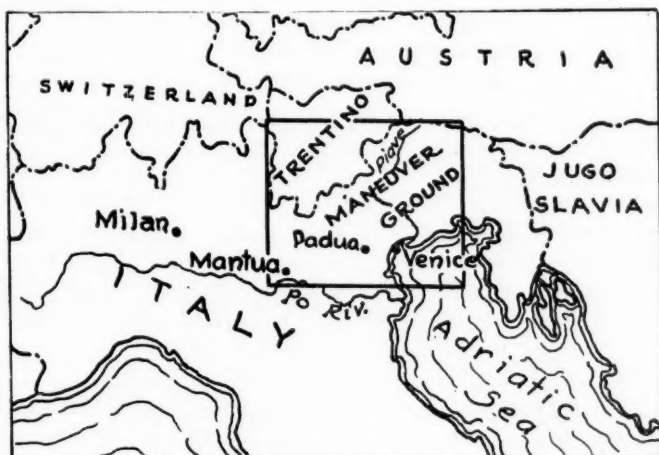 AUSTRIA
SWITZERLAND
TRENTINO
Piave
MANEUVER
GROUND
JUGO
SLAVIA
Milan.
Padua.
Venice
Mantua.
Po Riv.
ITALY
Adriatic
Sea